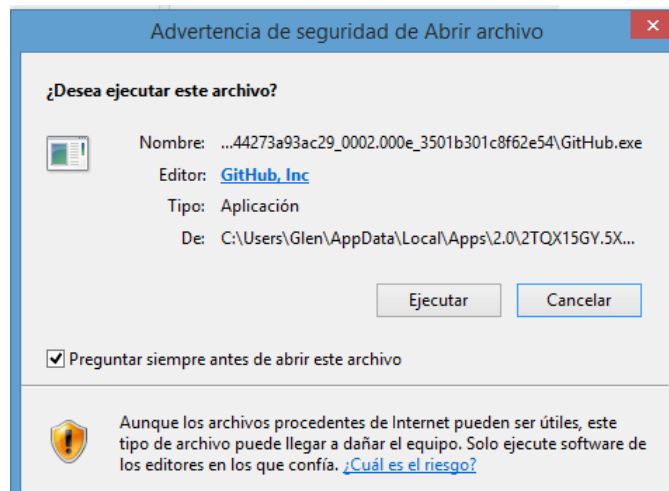 Advertencia de seguridad de Abrir archivo
¿Desea ejecutar este archivo?
Nombre: ...44273a93ac29_0002.000e_3501b301c8f62e54\GitHub.exe
Editor: GitHub, Inc
Tipo: Aplicación
De: C:\Users\Glen\AppData\Local\Apps\2.0\2TQX15GY.5X...
Ejecutar Cancelar
Preguntar siempre antes de abrir este archivo
Aunque los archivos procedentes de Internet pueden ser útiles, este
tipo de archivo puede llegar a dañar el equipo. Solo ejecute software de
los editores en los que confía. ¿Cuál es el riesgo?